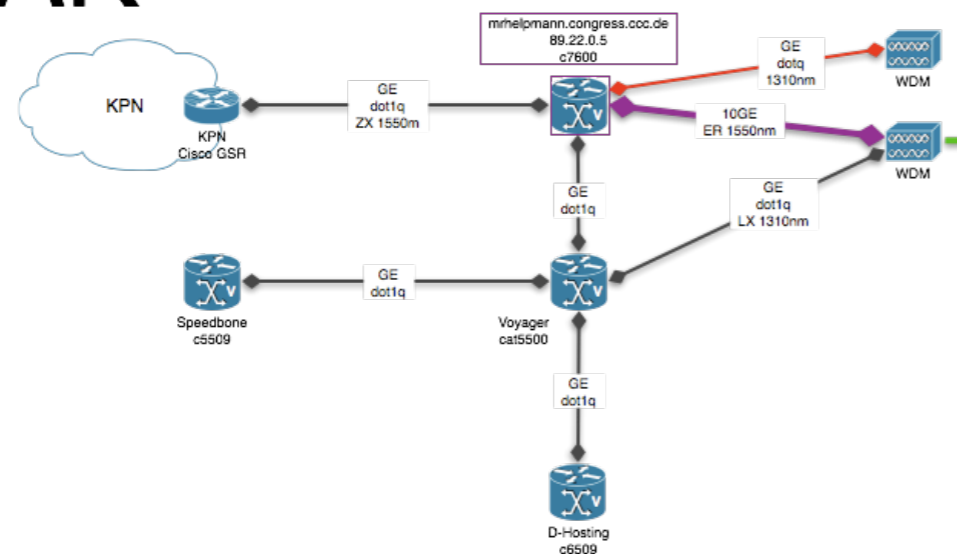 mrhelpmann.congress.ccc.de
89.22.0.5
c7600
GE
dotq
1310nm
WDM
KPN
GE
dot1q
ZX 1550m
KPN
Cisco GSR
10GE
ER 1550nm
WDM
GE
dot1q
GE
dot1q
LX 1310nm
GE
dot1q
Speedbone
c5509
Voyager
cat5500
GE
dot1q
D-Hosting
c6509